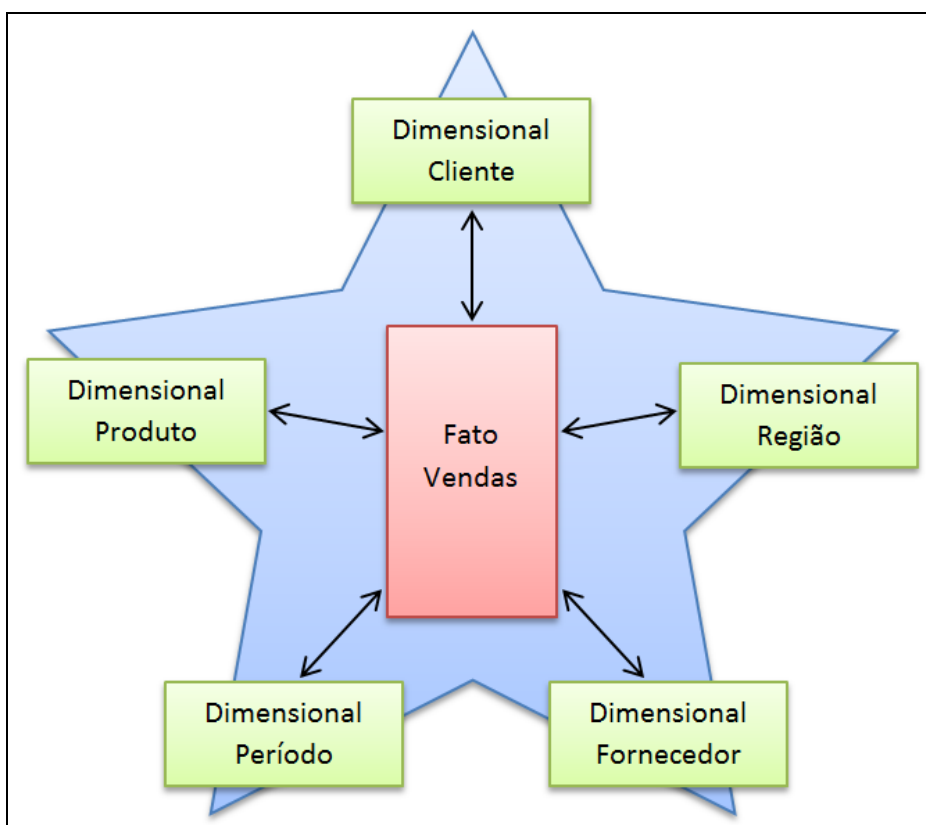 Dimensional
Cliente
Dimensional
Produto
Fato
Vendas
Dimensional
Região
Dimensional
Período
Dimensional
Fornecedor